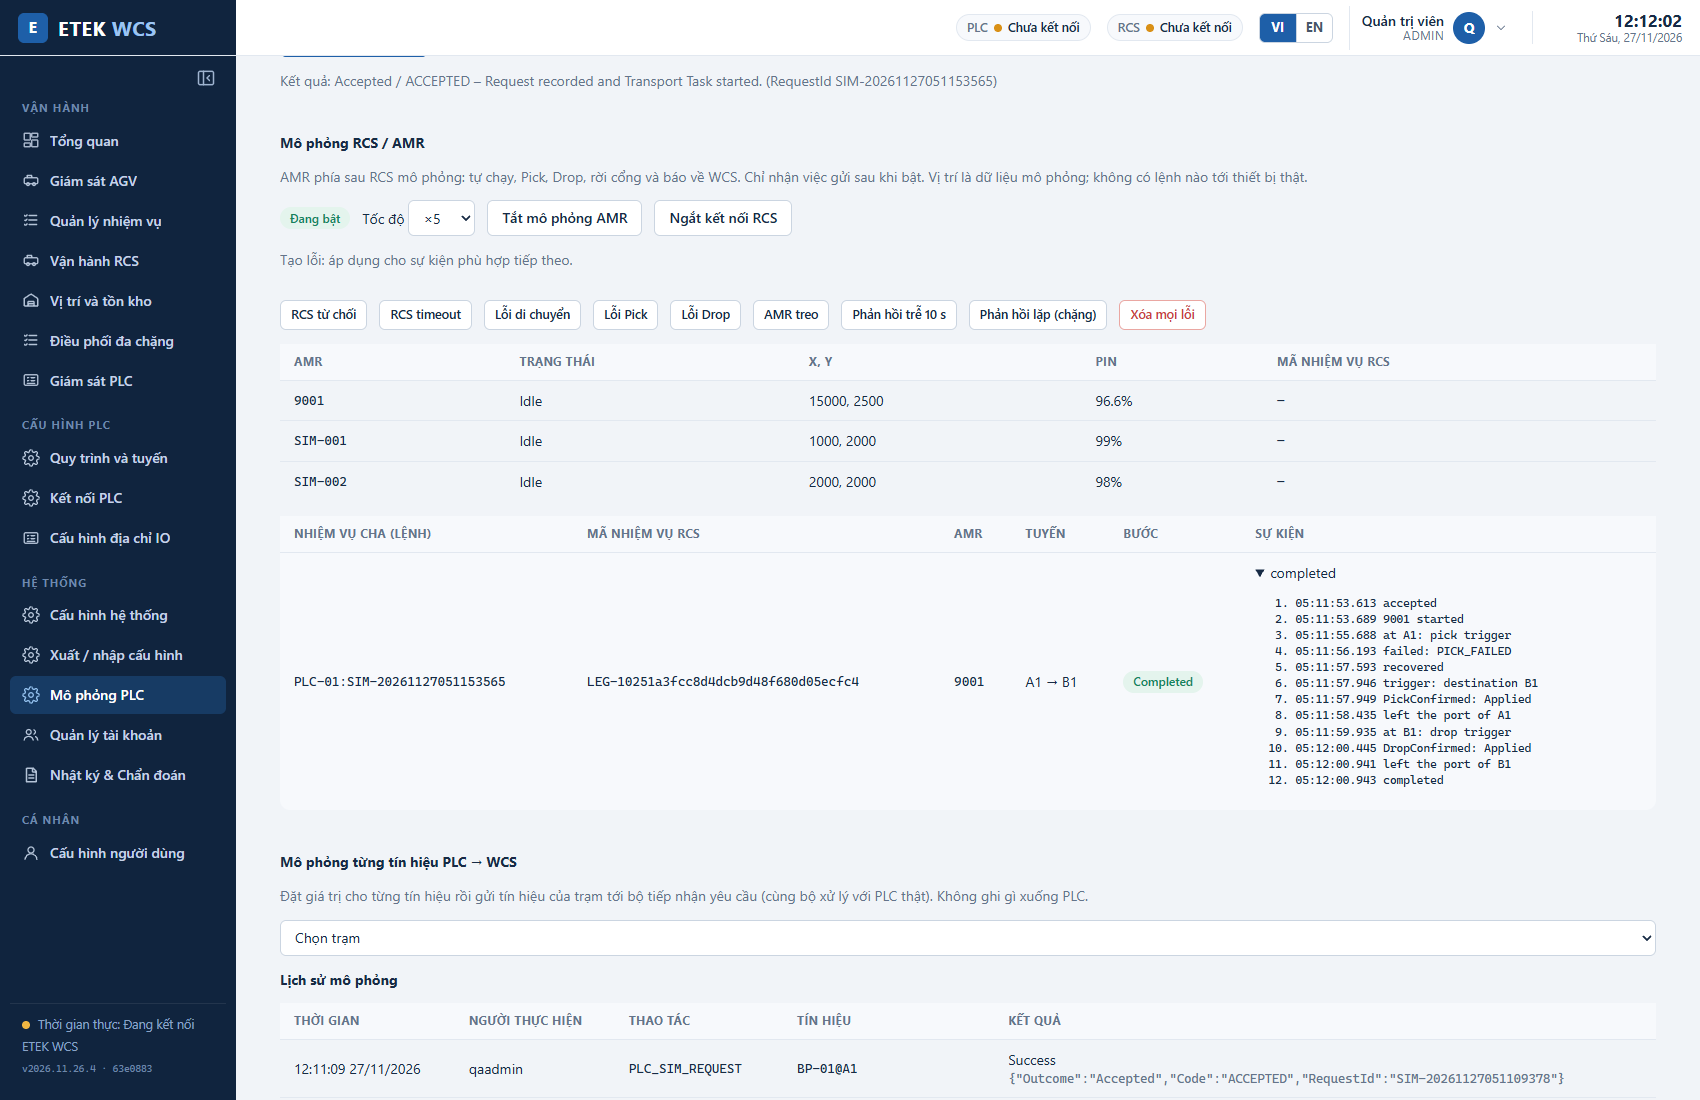 E ETEK WCS
PLC Chưa kết nối
RCS Chưa kết nối
VI EN
Quản trị viên
ADMIN
Q
12:12:02
Thứ Sáu, 27/11/2026
VẬN HÀNH
Tổng quan
Giám sát AGV
Quản lý nhiệm vụ
Vận hành RCS
Vị trí và tồn kho
Điều phối đa chặng
Giám sát PLC
CẤU HÌNH PLC
Quy trình và tuyến
Kết nối PLC
Cấu hình địa chỉ IO
HỆ THỐNG
Cấu hình hệ thống
Xuất / nhập cấu hình
Mô phỏng PLC
Quản lý tài khoản
Nhật ký & Chẩn đoán
CÁ NHÂN
Cấu hình người dùng
Thời gian thực: Đang kết nối
ETEK WCS
v2026.11.26.4 · 63e0883
Kết quả: Accepted / ACCEPTED – Request recorded and Transport Task started. (RequestId SIM-20261127051153565)
Mô phỏng RCS / AMR
AMR phía sau RCS mô phỏng: tự chạy, Pick, Drop, rời cổng và báo về WCS. Chỉ nhận việc gửi sau khi bật. Vị trí là dữ liệu mô phỏng; không có lệnh nào tới thiết bị thật.
Đang bật Tốc độ ×5 Tắt mô phỏng AMR Ngắt kết nối RCS
Tạo lỗi: áp dụng cho sự kiện phù hợp tiếp theo.
RCS từ chối RCS timeout Lỗi di chuyển Lỗi Pick Lỗi Drop AMR treo Phản hồi trễ 10 s Phản hồi lặp (chặng) Xóa mọi lỗi
AMR TRẠNG THÁI X, Y PIN MÃ NHIỆM VỤ RCS
9001 Idle 15000, 2500 96.6% –
SIM-001 Idle 1000, 2000 99% –
SIM-002 Idle 2000, 2000 98% –
NHIỆM VỤ CHA (LỆNH) MÃ NHIỆM VỤ RCS AMR TUYẾN BƯỚC SỰ KIỆN
▼ completed
1. 05:11:53.613 accepted
2. 05:11:53.689 9001 started
3. 05:11:55.688 at A1: pick trigger
4. 05:11:56.193 failed: PICK_FAILED
5. 05:11:57.593 recovered
6. 05:11:57.946 trigger: destination B1
7. 05:11:57.949 PickConfirmed: Applied
8. 05:11:58.435 left the port of A1
9. 05:11:59.935 at B1: drop trigger
10. 05:12:00.445 DropConfirmed: Applied
11. 05:12:00.941 left the port of B1
12. 05:12:00.943 completed
PLC-01:SIM-20261127051153565 LEG-10251a3fcc8d4dcb9d48f680d05ecfc4 9001 A1 → B1 Completed
Mô phỏng từng tín hiệu PLC → WCS
Đặt giá trị cho từng tín hiệu rồi gửi tín hiệu của trạm tới bộ tiếp nhận yêu cầu (cùng bộ xử lý với PLC thật). Không ghi gì xuống PLC.
Chọn trạm
Lịch sử mô phỏng
THỜI GIAN NGƯỜI THỰC HIỆN THAO TÁC TÍN HIỆU KẾT QUẢ
12:11:09 27/11/2026 qaadmin PLC_SIM_REQUEST BP-01@A1 Success
{"Outcome":"Accepted","Code":"ACCEPTED","RequestId":"SIM-20261127051109378"}